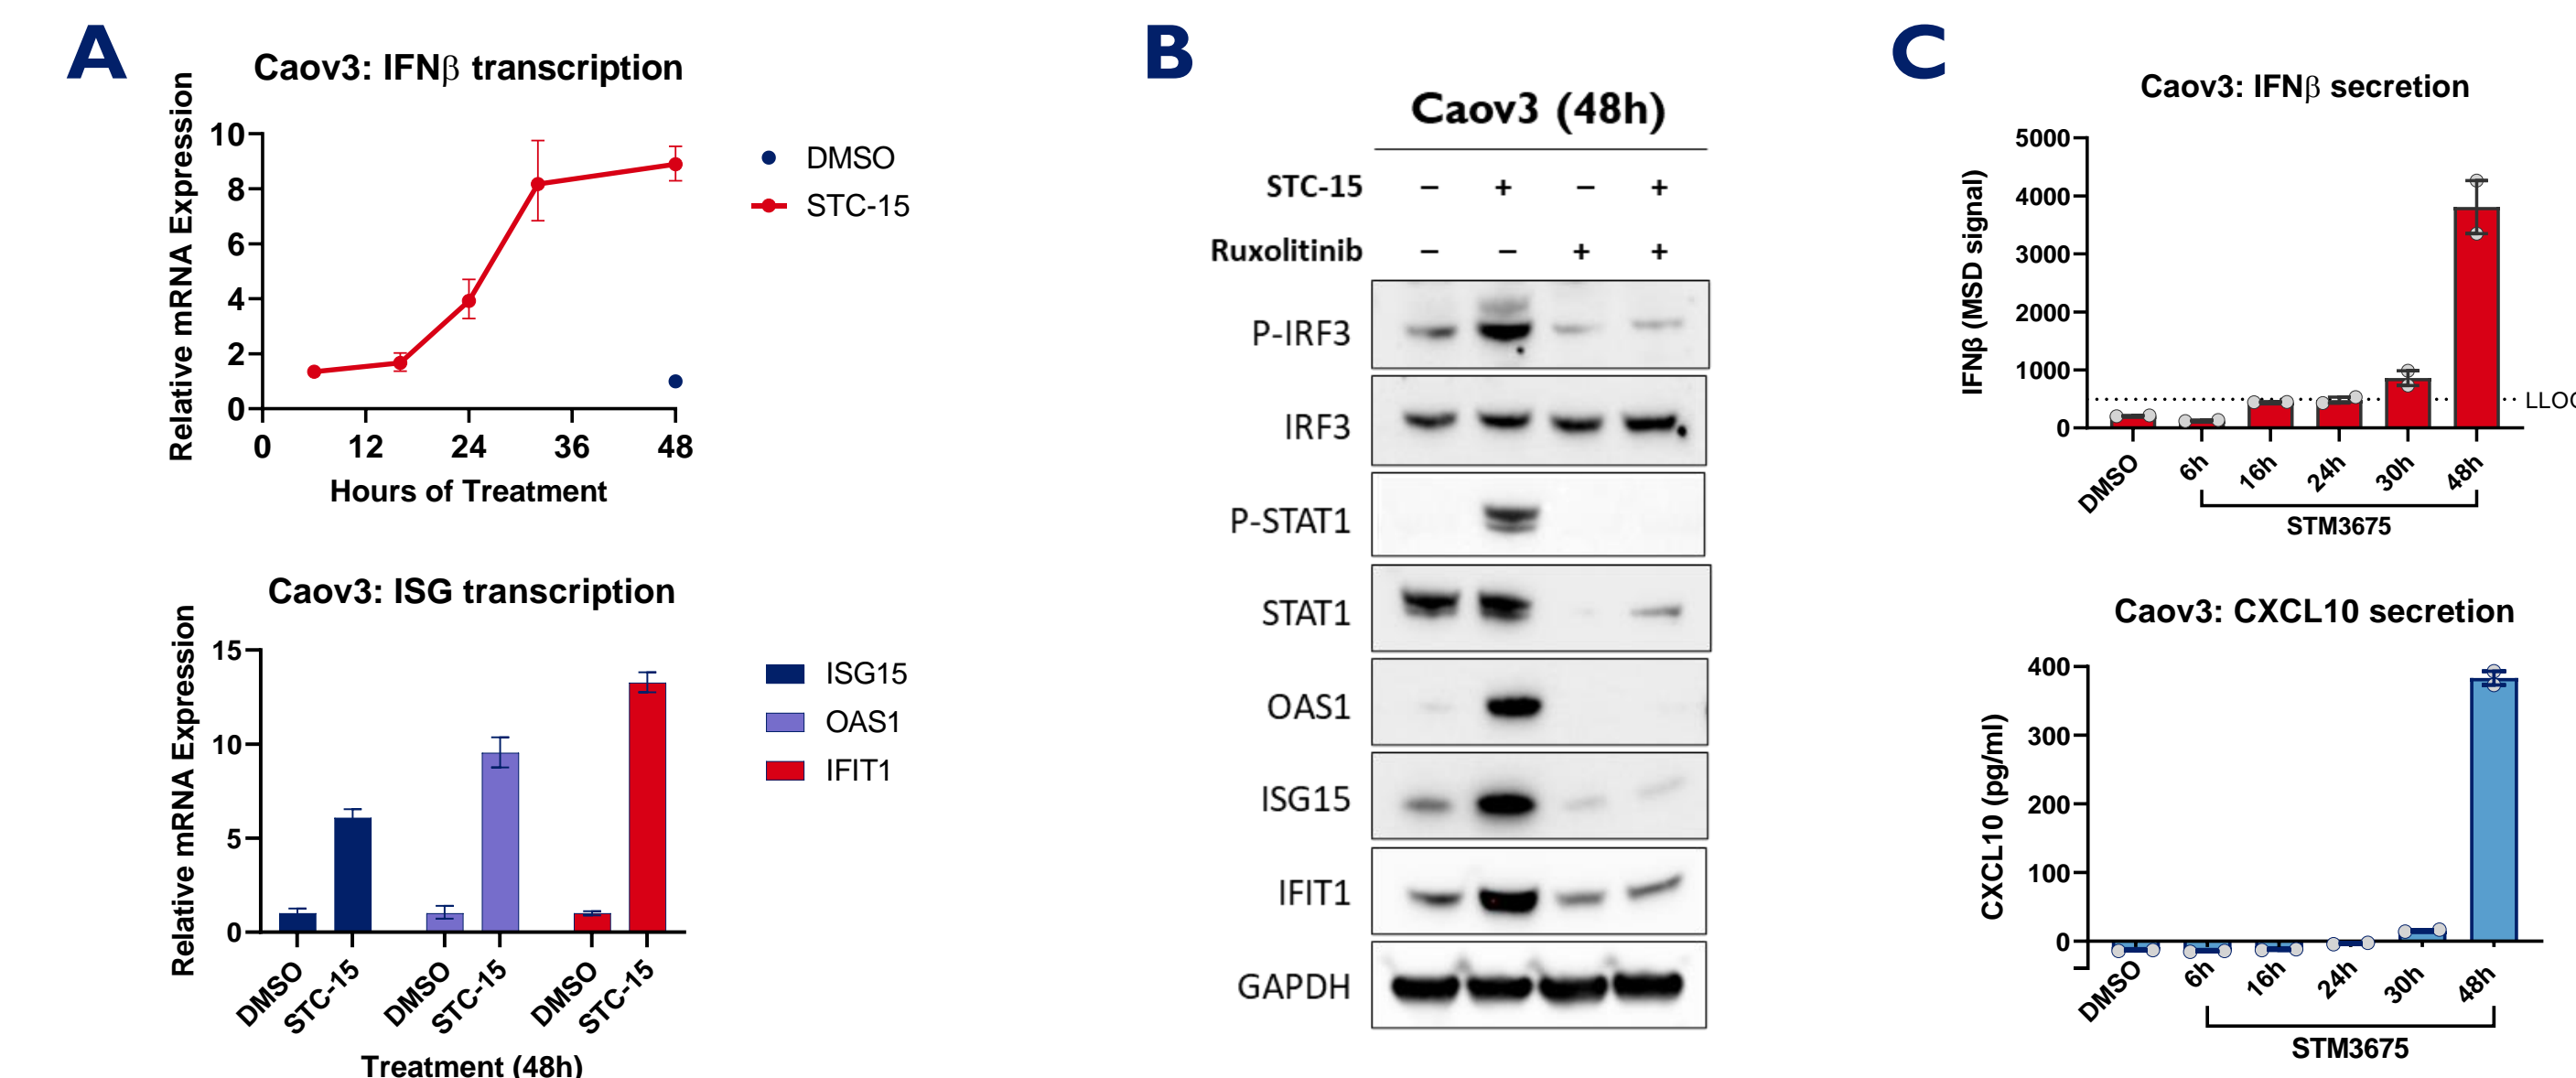 A
Caov3: IFNβ transcription
Relative mRNA Expression
10
8
6
4
2
0
0 12 24 36 48
Hours of Treatment
DMSO
STC-15
Caov3: ISG transcription
Relative mRNA Expression
15
10
5
0
DMSO STC-15 DMSO STC-15 DMSO STC-15
Treatment (48h)
ISG15
OAS1
IFIT1
B
Caov3 (48h)
STC-15 – + – +
Ruxolitinib – – + +
P-IRF3
IRF3
P-STAT1
STAT1
OAS1
ISG15
IFIT1
GAPDH
C
Caov3: IFNβ secretion
IFNβ (MSD signal)
5000
4000
3000
2000
1000
0
LLO
DMSO 6h 16h 24h 30h 48h
STM3675
Caov3: CXCL10 secretion
CXCL10 (pg/ml)
400
300
200
100
0
DMSO 6h 16h 24h 30h 48h
STM3675